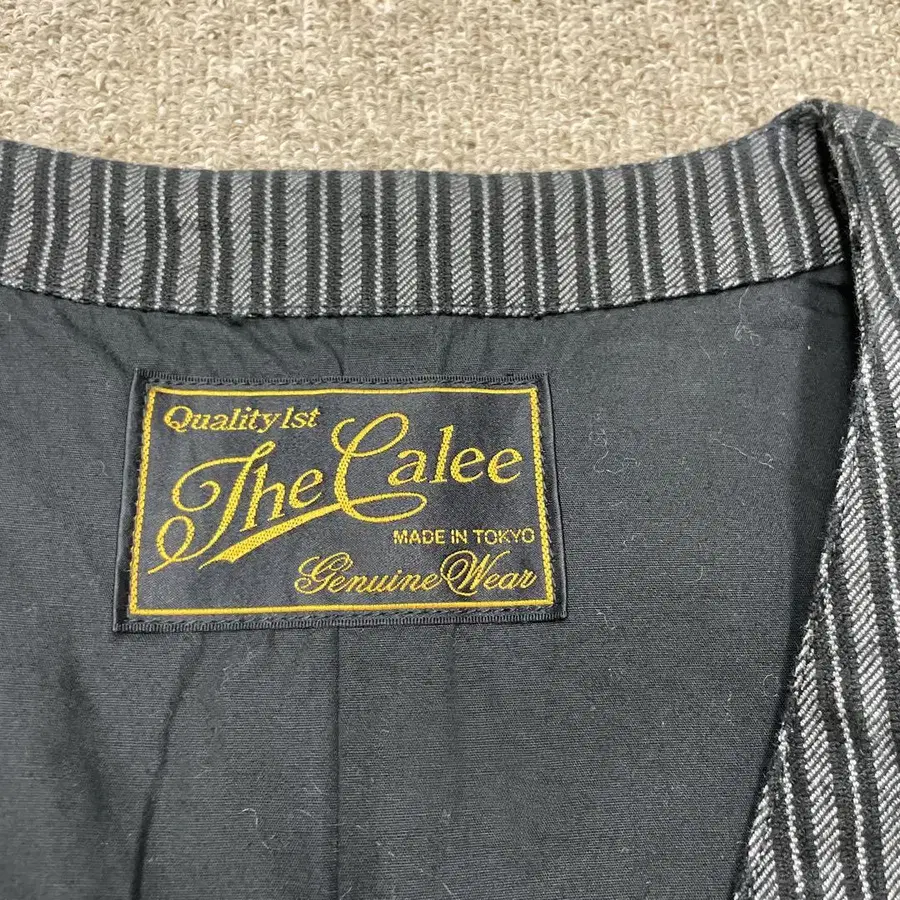 Quality 1st
The Calee
MADE IN TOKYO
Genuine Wear